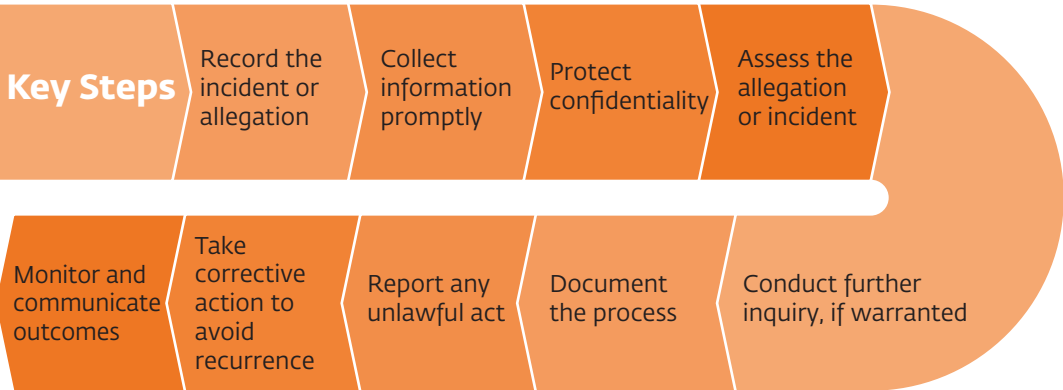 Key Steps
Record the
incident or
allegation
Collect
information
promptly
Protect
confidentiality
Assess the
allegation
or incident
Conduct further
inquiry, if warranted
Document
the process
Report any
unlawful act
Take
corrective
action to
avoid
recurrence
Monitor and
communicate
outcomes